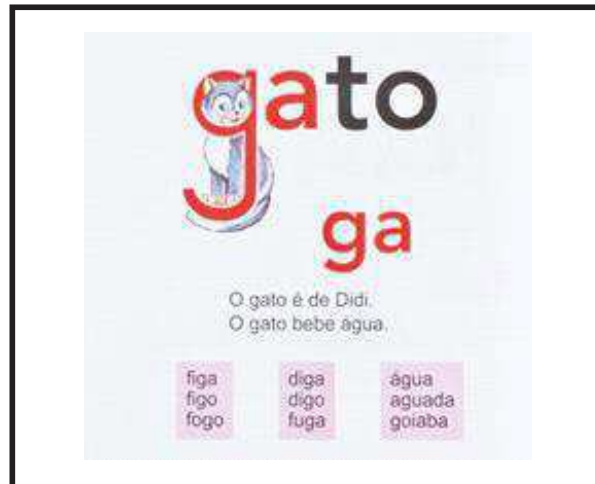 gato
ga
O gato é de Didi.
O gato bebe água.
figa
figo
fogo
diga
digo
fuga
água
aguada
goiaba